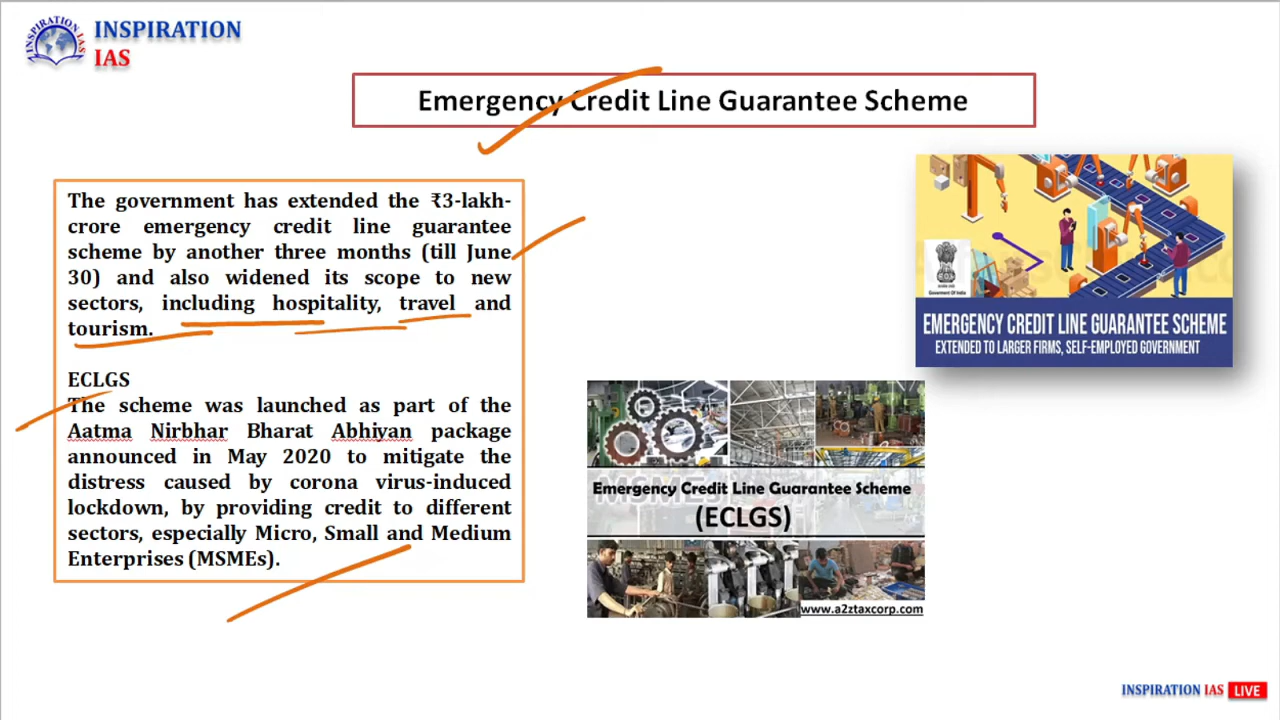 INSPIRATION
IAS
Emergency Credit Line Guarantee Scheme
The government has extended the ₹3-lakh-
crore emergency credit line guarantee
scheme by another three months (till June
30) and also widened its scope to new
sectors, including hospitality, travel and
tourism.
ECLGS
The scheme was launched as part of the
Aatma Nirbhar Bharat Abhiyan package
announced in May 2020 to mitigate the
distress caused by corona virus-induced
lockdown, by providing credit to different
sectors, especially Micro, Small and Medium
Enterprises (MSMEs).
Government Of India
EMERGENCY CREDIT LINE GUARANTEE SCHEME
EXTENDED TO LARGER FIRMS, SELF-EMPLOYED GOVERNMENT
Emergency Credit Line Guarantee Scheme
MSMEs
(ECLGS)
www.a2ztaxcorp.com
INSPIRATION IAS LIVE